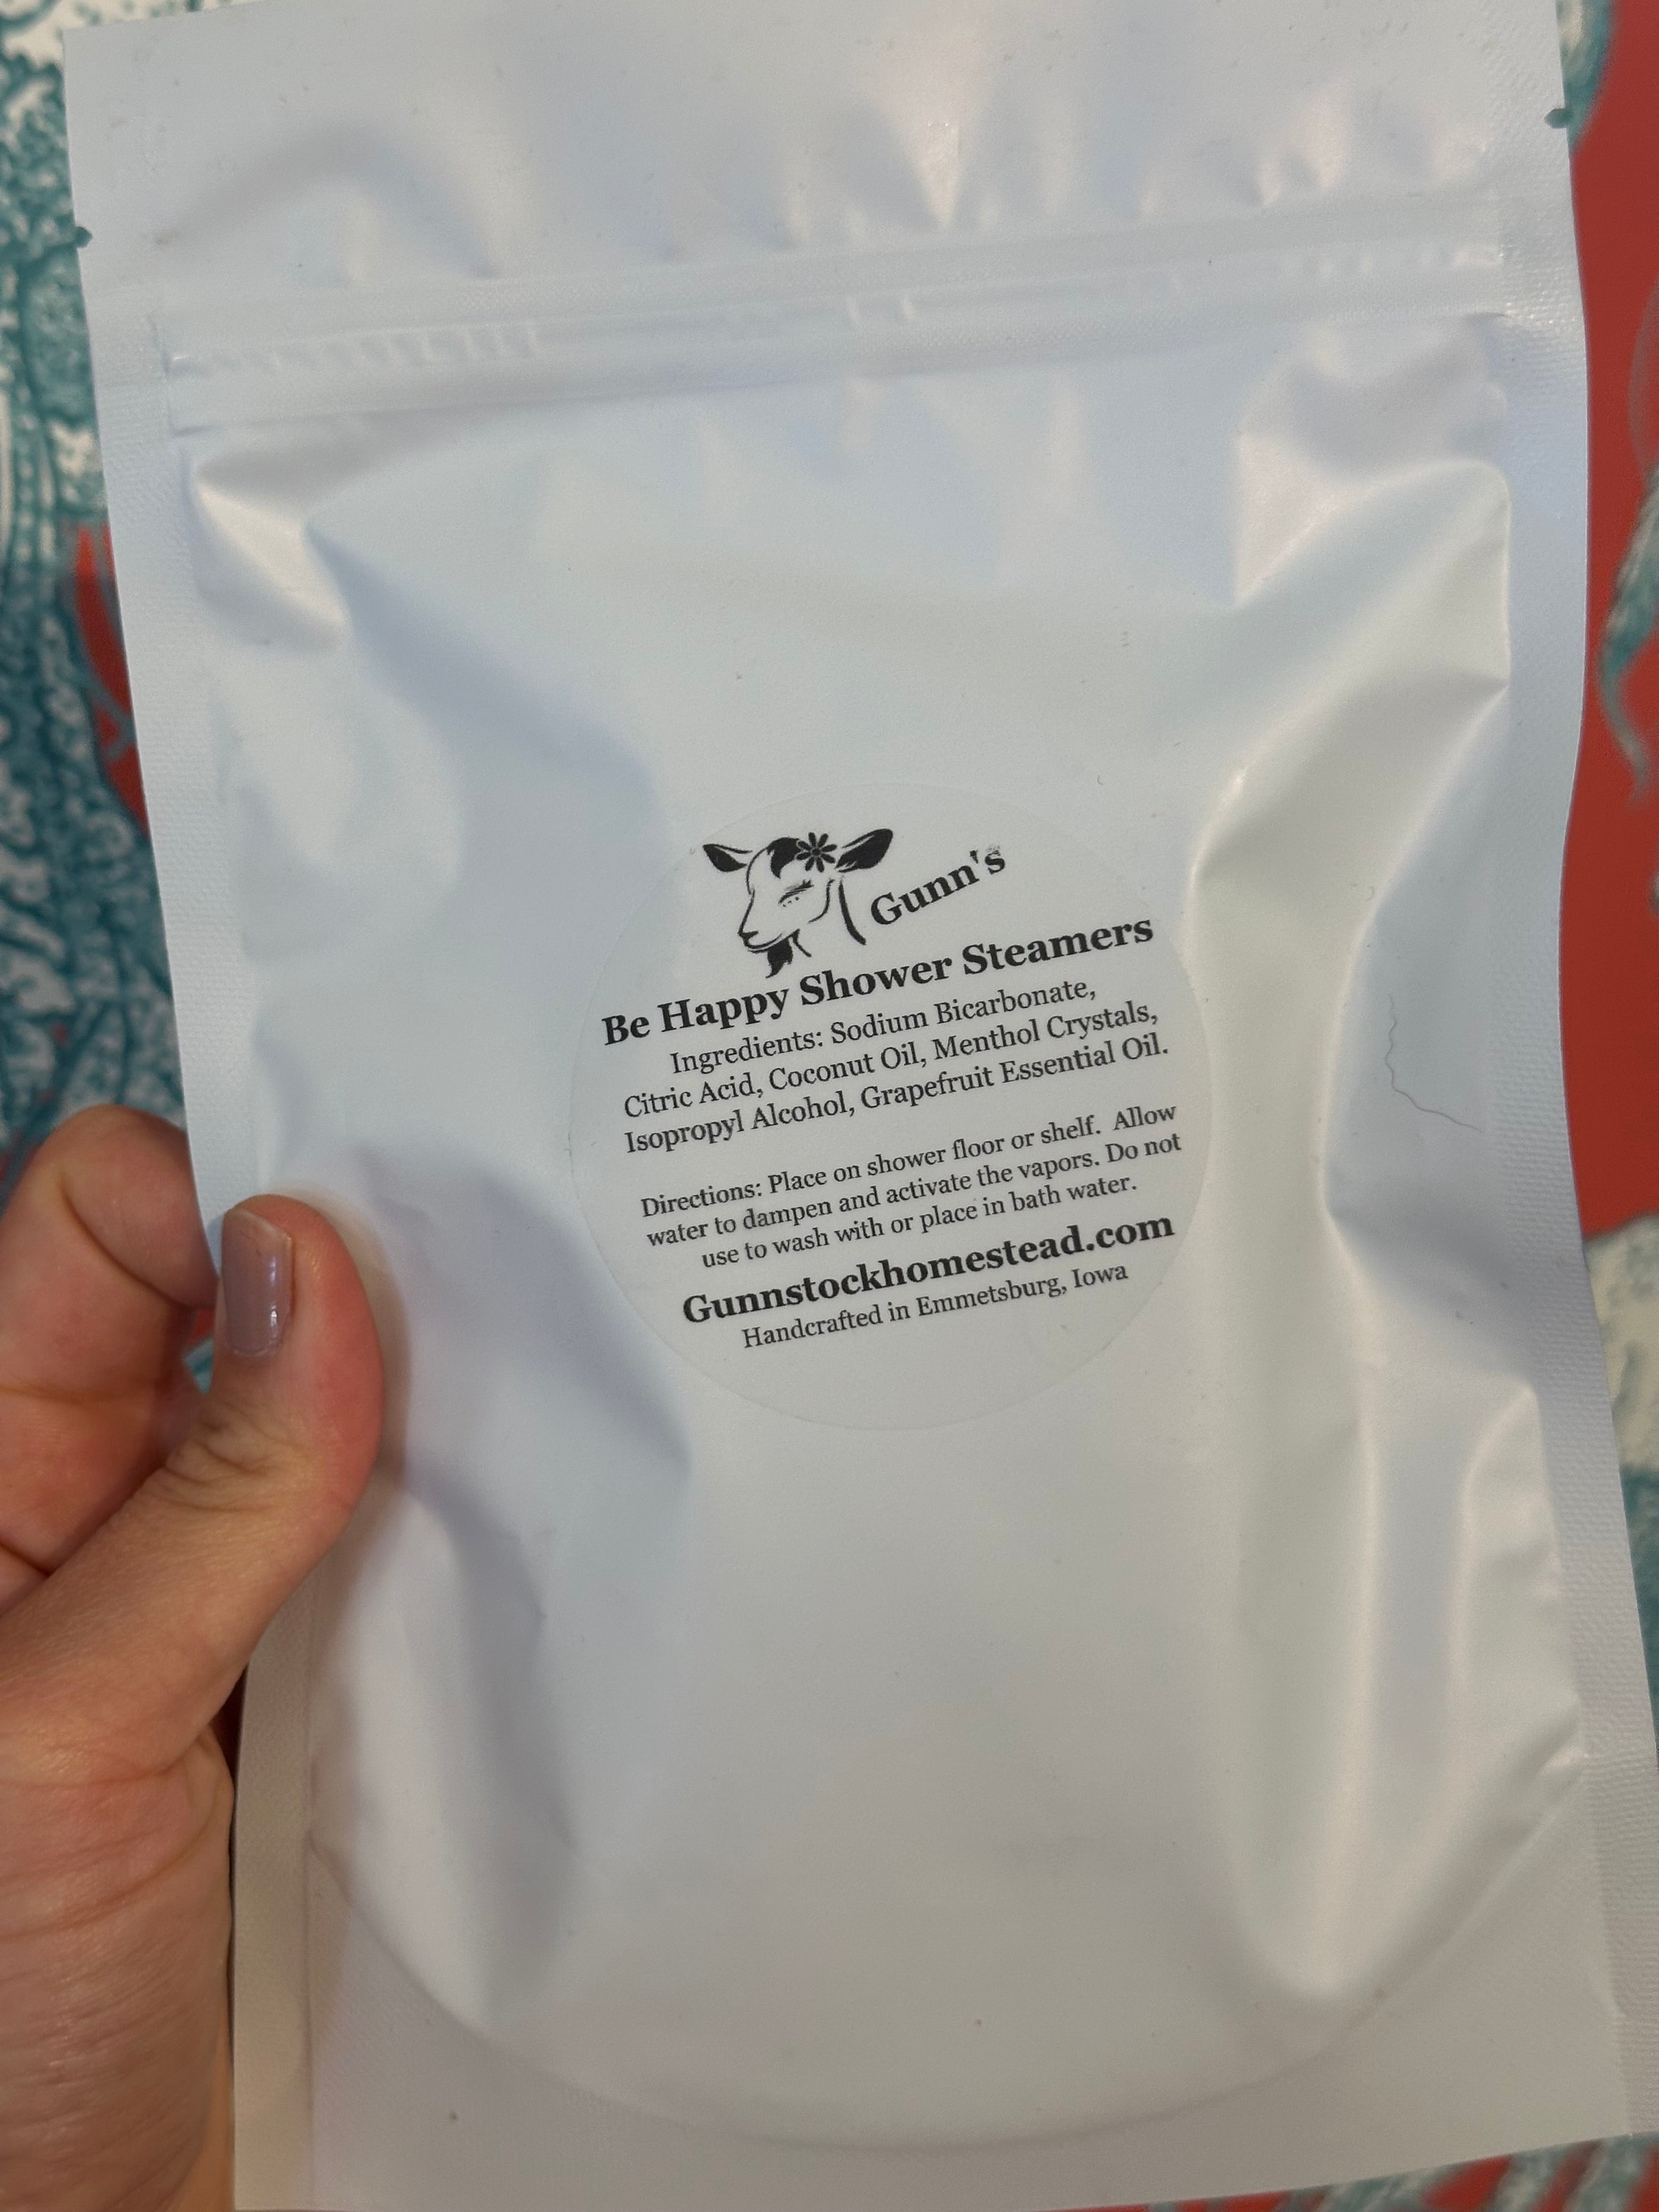 Gunn's
Be Happy Shower Steamers
Ingredients: Sodium Bicarbonate,
Citric Acid, Coconut Oil, Menthol Crystals,
Isopropyl Alcohol, Grapefruit Essential Oil.
Directions: Place on shower floor or shelf. Allow
water to dampen and activate the vapors. Do not
use to wash with or place in bath water.
Gunnstockhomestead.com
Handcrafted in Emmetsburg, Iowa